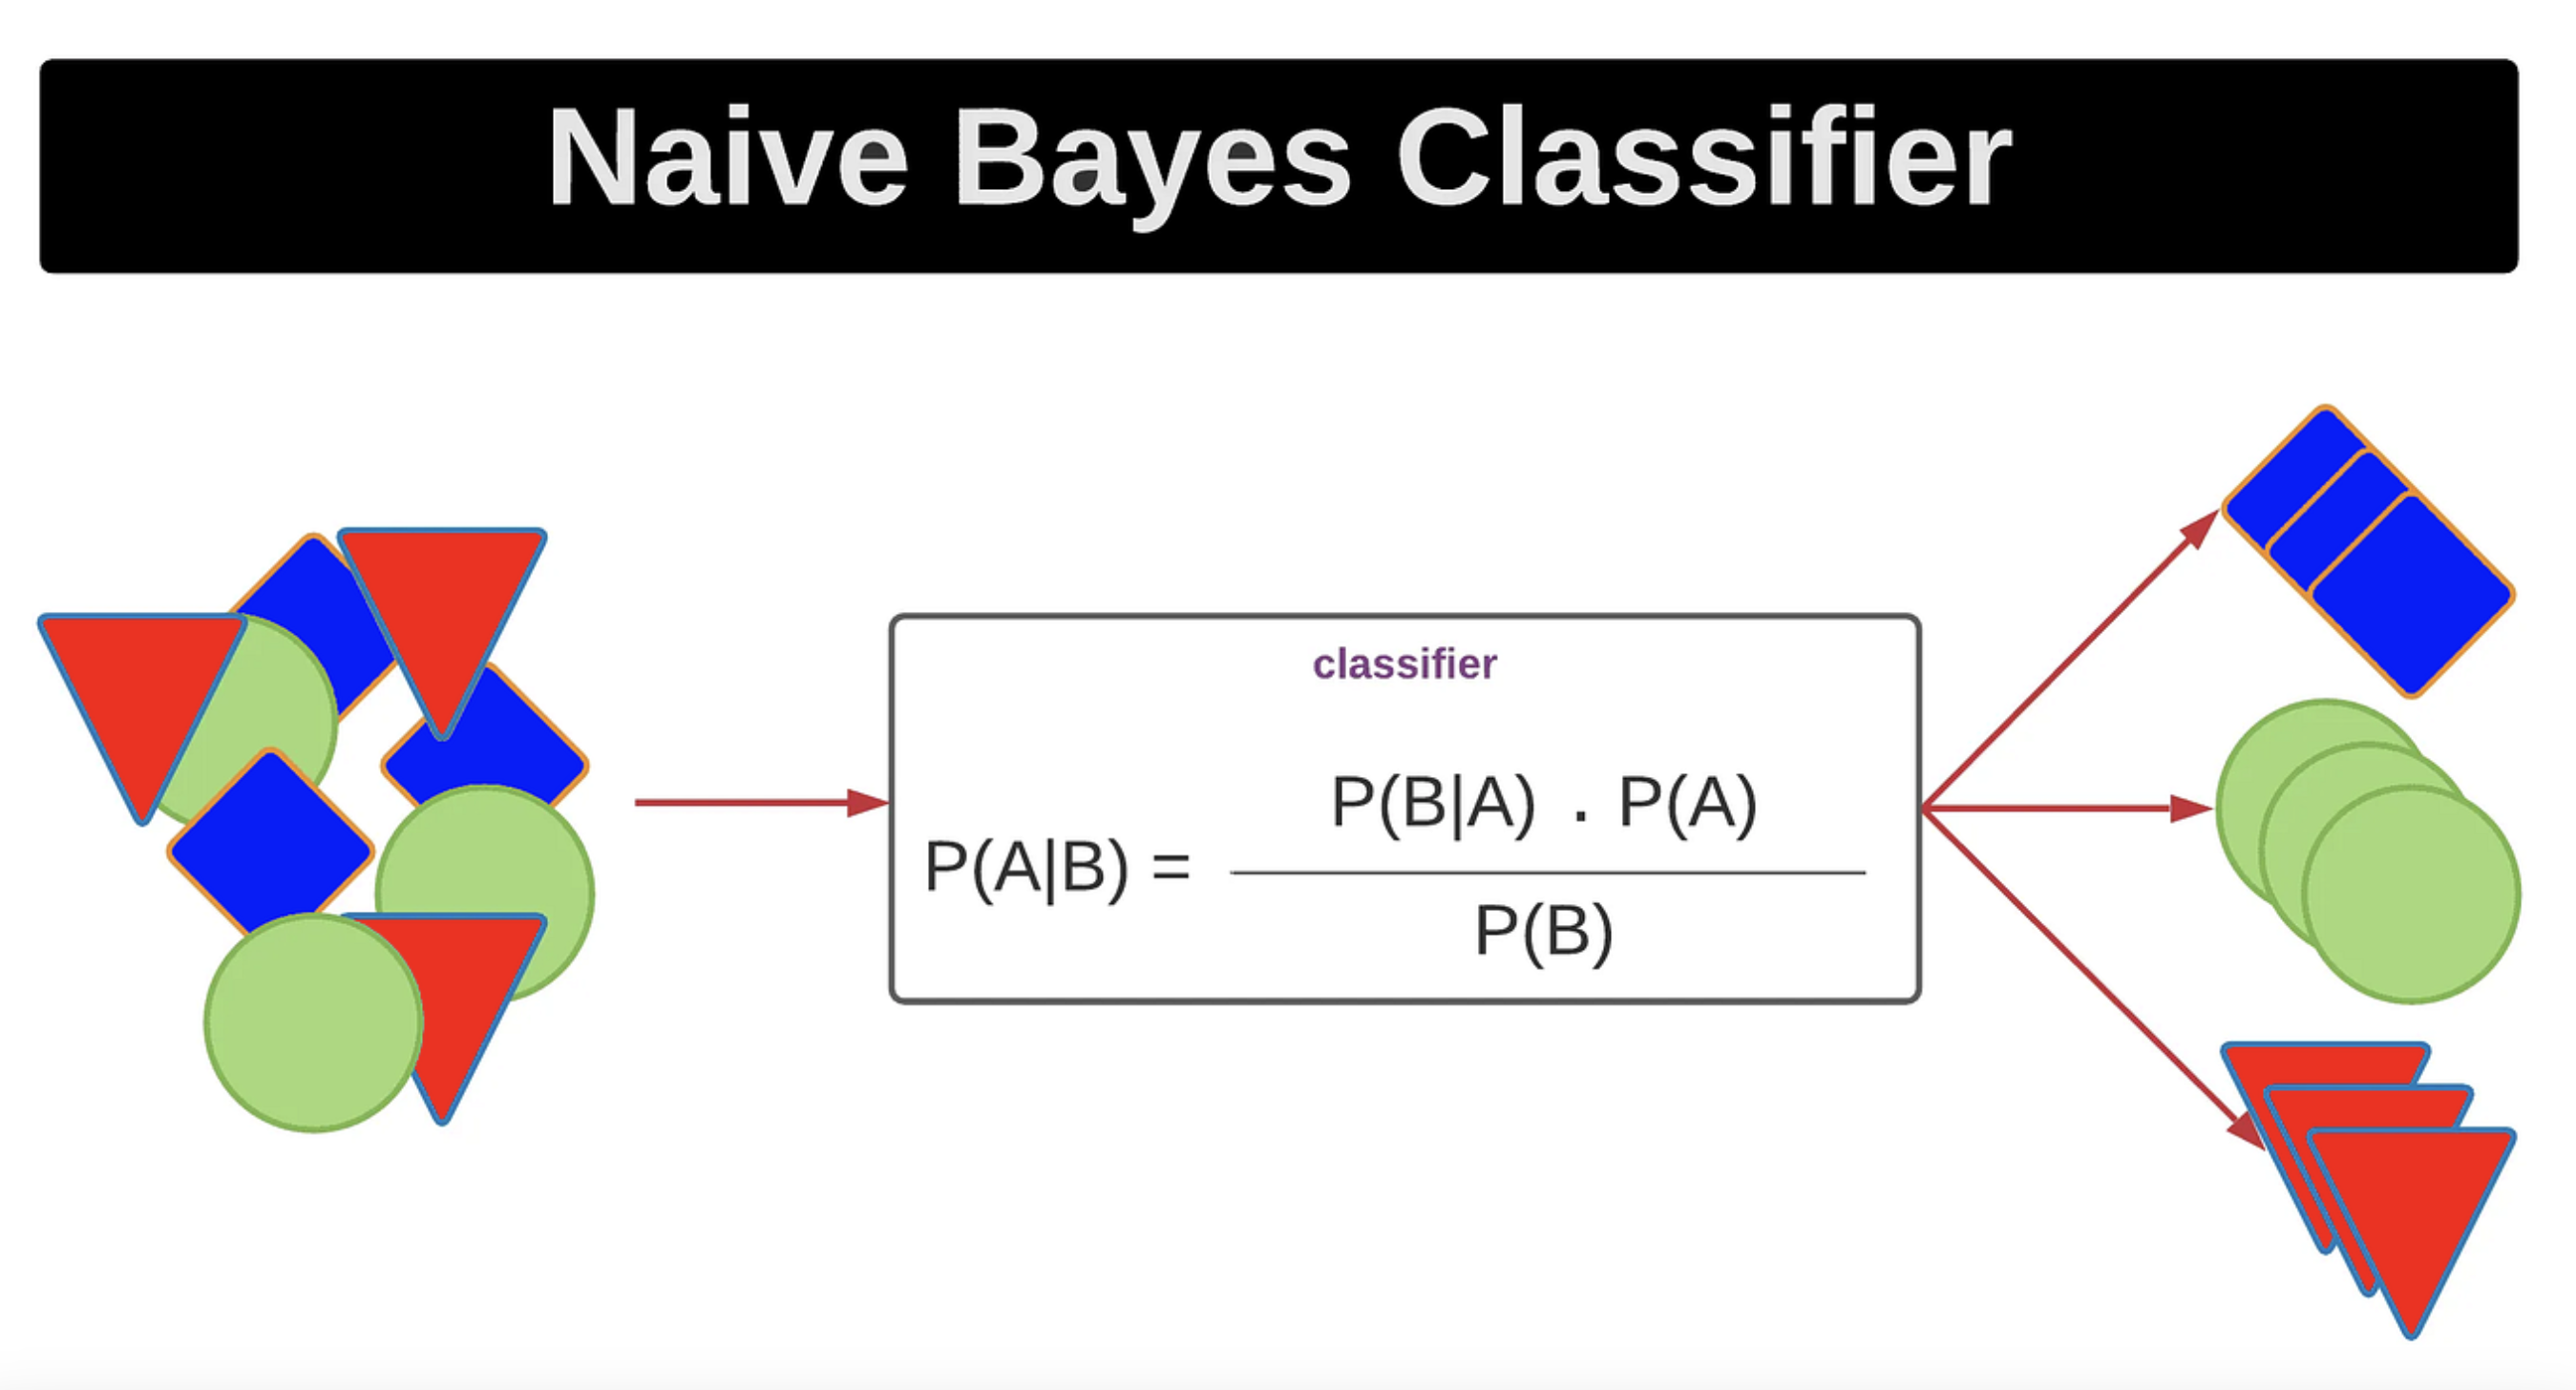 Naive Bayes Classifier
classifier
P(B|A) . P(A)
P(A|B) =
P(B)